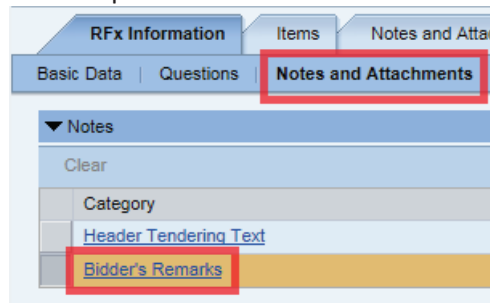 RFx Information Items Notes and Atta
Basic Data | Questions | Notes and Attachments
Notes
Clear
Category
Header Tendering Text
Bidder's Remarks